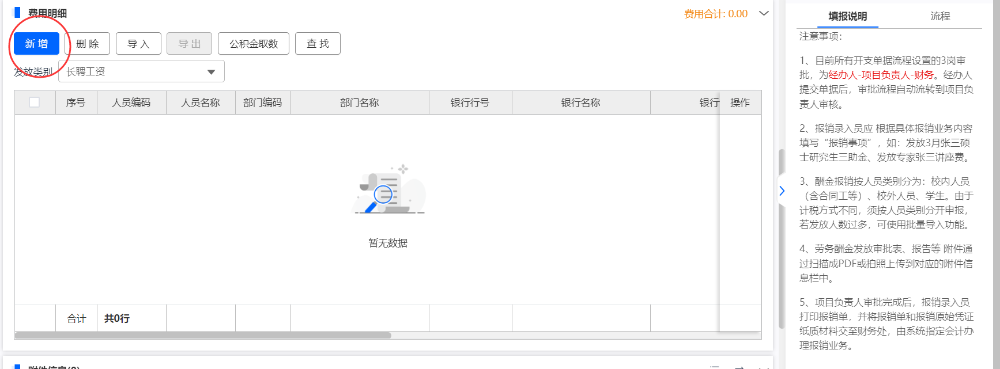 费用明细
费用合计: 0.00
新 增
删 除
导 入
导 出
公积金取数
查 找
发放类别
长聘工资
序号 人员编码 人员名称 部门编码 部门名称 银行行号 银行名称 银行 操作
暂无数据
合计 共0行
附件信息(0)
填报说明 流程
注意事项：
1、目前所有开支单据流程设置的3岗审
批，为经办人-项目负责人-财务。经办人
提交单据后，审批流程自动流转到项目负
责人审核。
2、报销录入员应 根据具体报销业务内容
填写“报销事项”，如：发放3月张三硕
士研究生三助金、发放专家张三讲座费。
3、酬金报销按人员类别分为：校内人员
（含合同工等）、校外人员、学生。由于
计税方式不同，须按人员类别分开申报，
若发放人数过多，可使用批量导入功能。
4、劳务酬金发放审批表、报告等 附件通
过扫描成PDF或拍照上传到对应的附件信
息栏中。
5、项目负责人审批完成后，报销录入员
打印报销单，并将报销单和报销原始凭证
纸质材料交至财务处，由系统指定会计办
理报销业务。